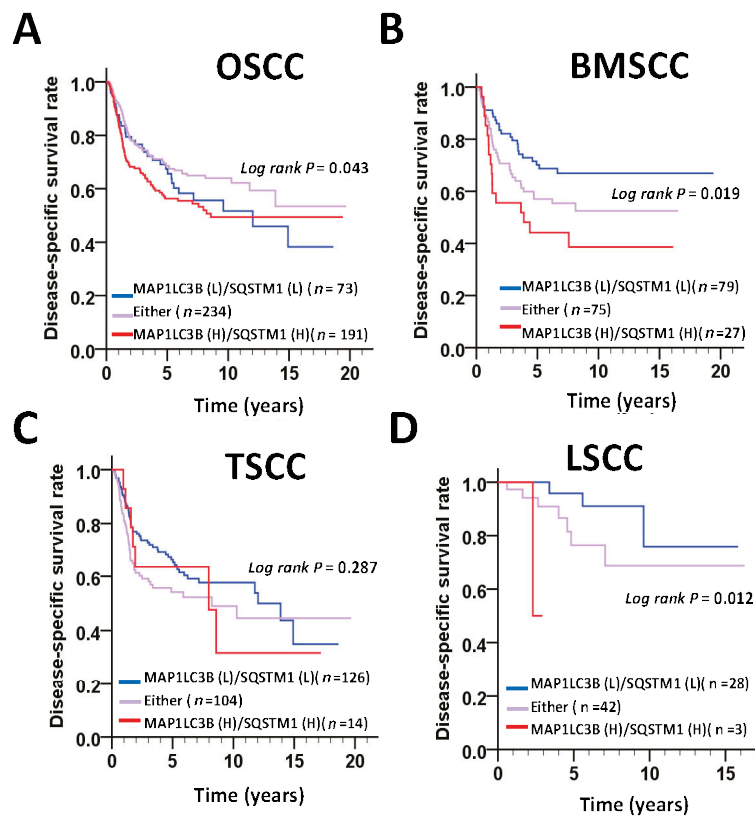 A
OSCC
Disease-specific survival rate
1.0
0.8
0.6
0.4
0.2
0.0
Log rank P = 0.043
MAP1LC3B (L)/SQSTM1 (L) ( n = 73)
Either ( n=234)
MAP1LC3B (H)/SQSTM1 (H)( n = 191)
0 5 10 15 20
Time (years)
B
BMSCC
Disease-specific survival rate
1.0
0.8
0.6
0.4
0.2
0.0
Log rank P = 0.019
MAP1LC3B (L)/SQSTM1 (L)( n=79)
Either ( n=75)
MAP1LC3B (H)/SQSTM1 (H)( n=27)
0 5 10 15 20
Time (years)
C
TSCC
Disease-specific survival rate
1.0
0.8
0.6
0.4
0.2
0.0
Log rank P = 0.287
MAP1LC3B (L)/SQSTM1 (L)( n=126)
Either ( n=104)
MAP1LC3B (H)/SQSTM1 (H)( n=14)
0 5 10 15 20
Time (years)
D
LSCC
Disease-specific survival rate
1.0
0.8
0.6
0.4
0.2
0.0
Log rank P = 0.012
MAP1LC3B (L)/SQSTM1 (L)( n =28)
Either ( n =42)
MAP1LC3B (H)/SQSTM1 (H)( n =3)
0 5 10 15
Time (years)